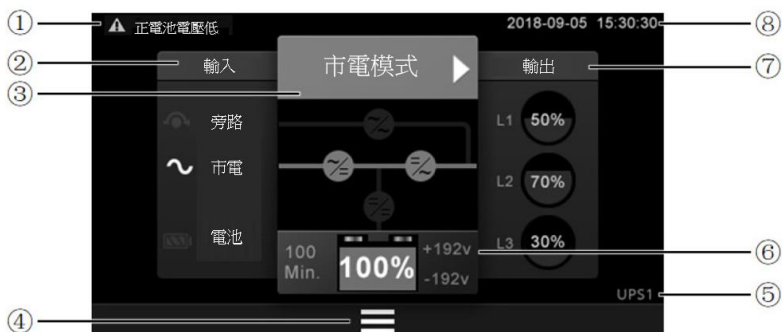 ① 正電池電壓低 2018-09-05 15:30:30 ⑧
② 輸入 市電模式 輸出 ⑦
③
旁路 L1 50%
市電
L2 70%
電池 100 Min. 100% +192v -192v L3 30% ⑥
UPS1 ⑤
④